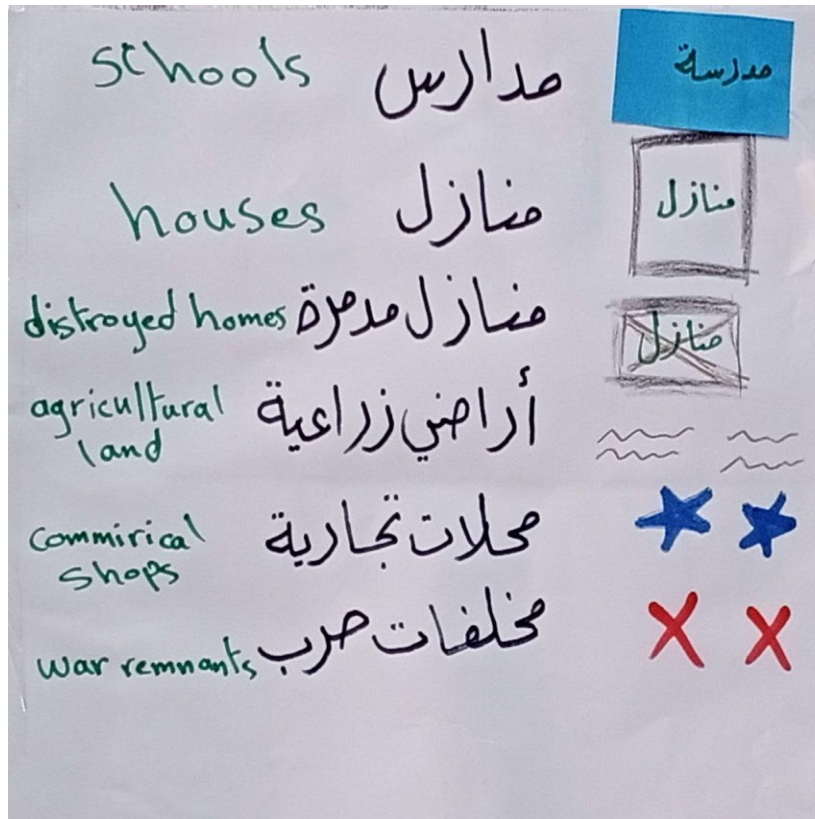 schools مدارس مدرسة
houses منازل منازل
distroyed homes منازل مدمرة منازل
agricultural أراضي زراعية
land
commirical محلات تجارية
shops
war remnants مخلفات حرب